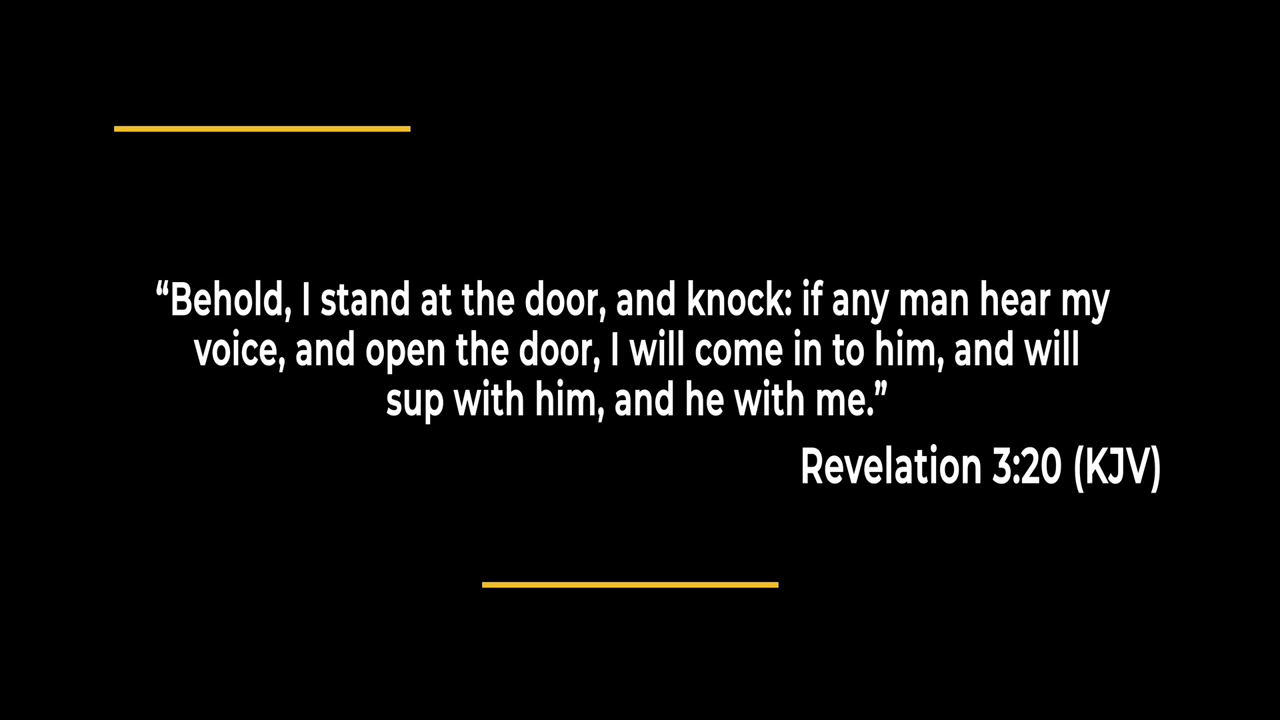 “Behold, I stand at the door, and knock: if any man hear my
voice, and open the door, I will come in to him, and will
sup with him, and he with me.”
Revelation 3:20 (KJV)